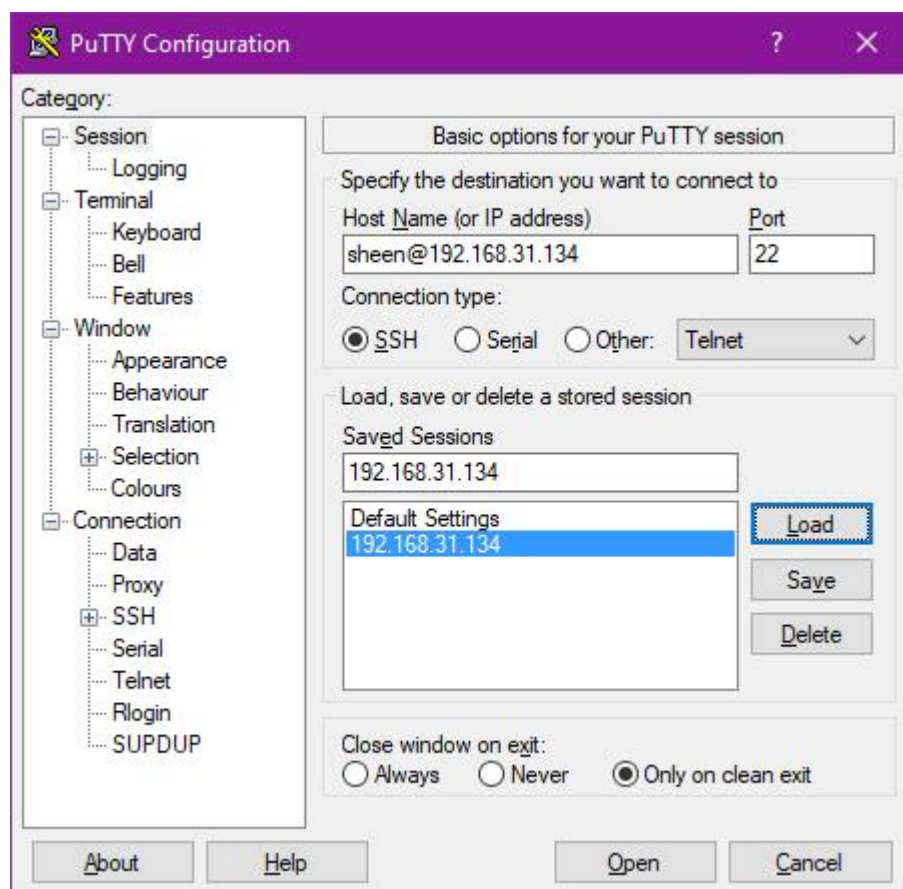 PuTTY Configuration
?
Category:
Session
Logging
Terminal
Keyboard
Bell
Features
Window
Appearance
Behaviour
Translation
Selection
Colours
Connection
Data
Proxy
SSH
Serial
Telnet
Rlogin
SUPDUP
Basic options for your PuTTY session
Specify the destination you want to connect to
Host Name (or IP address) Port
sheen@192.168.31.134 22
Connection type:
SSH Serial Other: Telnet
Load, save or delete a stored session
Saved Sessions
192.168.31.134
Default Settings
192.168.31.134
Load
Save
Delete
Close window on exit:
Always Never Only on clean exit
About Help Open Cancel